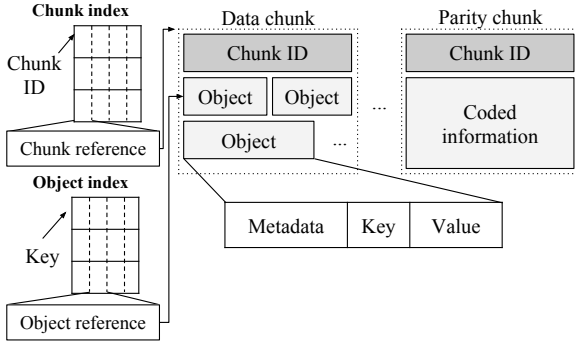 Chunk index
Chunk
ID
Chunk reference
Object index
Key
Object reference
Data chunk
Chunk ID
Object
Object
Object
...
Metadata
Key
Value
...
Parity chunk
Chunk ID
Coded
information